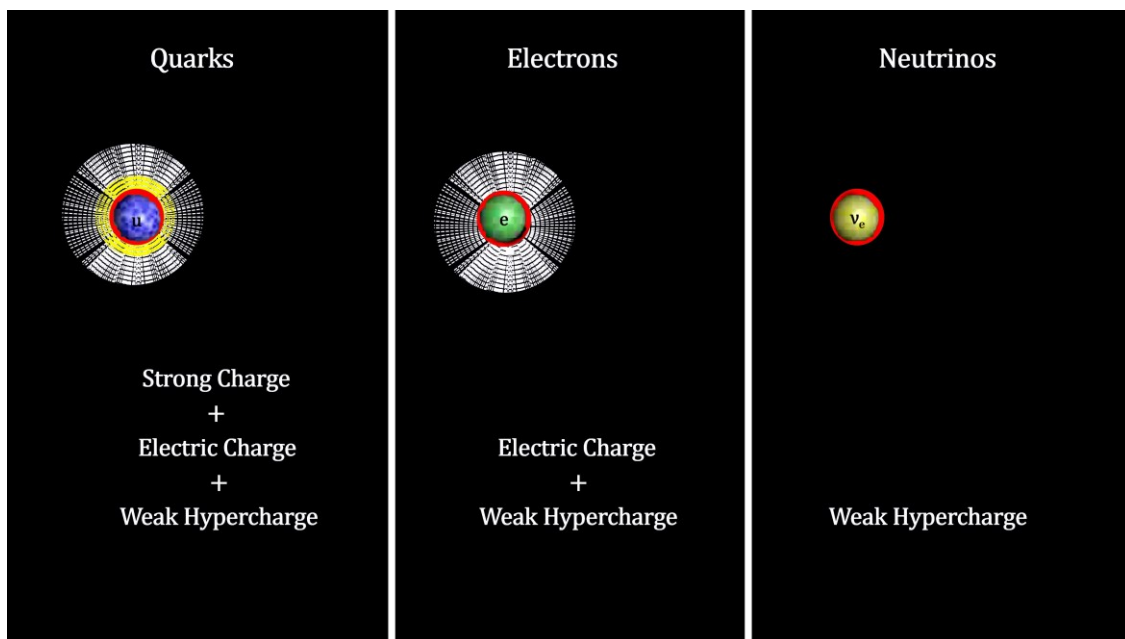 Quarks
Electrons
Neutrinos
u
e
νe
Strong Charge
+
Electric Charge
+
Weak Hypercharge
Electric Charge
+
Weak Hypercharge
Weak Hypercharge